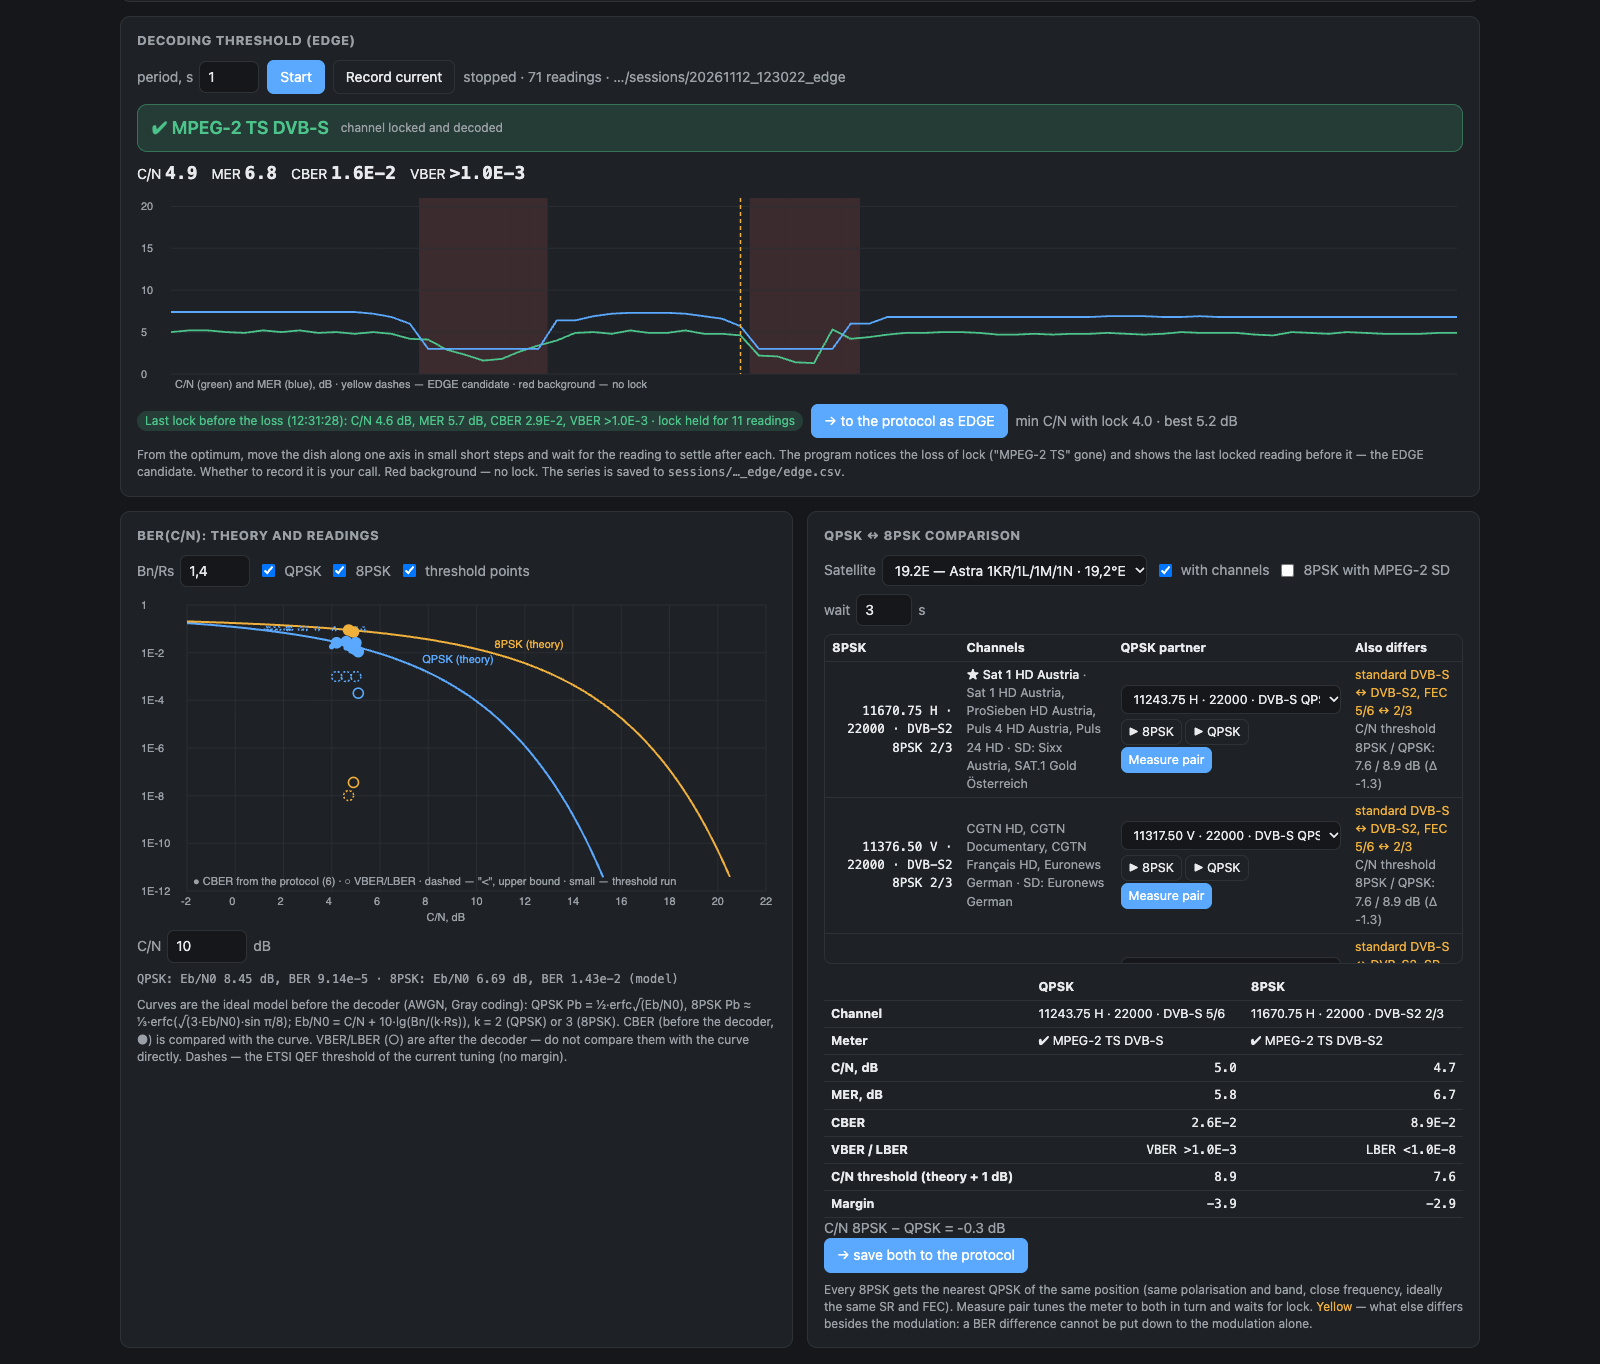 DECODING THRESHOLD (EDGE)
period, s 1 Start Record current stopped · 71 readings · .../sessions/20261112_123022_edge
✔ MPEG-2 TS DVB-S channel locked and decoded
C/N 4.9 MER 6.8 CBER 1.6E−2 VBER >1.0E−3
20
15
10
5
0
C/N (green) and MER (blue), dB · yellow dashes — EDGE candidate · red background — no lock
Last lock before the loss (12:31:28): C/N 4.6 dB, MER 5.7 dB, CBER 2.9E-2, VBER >1.0E-3 · lock held for 11 readings → to the protocol as EDGE min C/N with lock 4.0 · best 5.2 dB
From the optimum, move the dish along one axis in small short steps and wait for the reading to settle after each. The program notices the loss of lock ("MPEG-2 TS" gone) and shows the last locked reading before it — the EDGE
candidate. Whether to record it is your call. Red background — no lock. The series is saved to sessions/…_edge/edge.csv.
BER(C/N): THEORY AND READINGS
Bn/Rs 1,4 QPSK 8PSK threshold points
1
1E-2
1E-4
1E-6
1E-8
1E-10
1E-12
8PSK (theory)
QPSK (theory)
● CBER from the protocol (6) · ○ VBER/LBER · dashed — "<", upper bound · small — threshold run
-2 0 2 4 6 8 10 12 14 16 18 20 22
C/N, dB
C/N 10 dB
QPSK: Eb/N0 8.45 dB, BER 9.14e-5 · 8PSK: Eb/N0 6.69 dB, BER 1.43e-2 (model)
Curves are the ideal model before the decoder (AWGN, Gray coding): QPSK Pb = ½·erfc√(Eb/N0), 8PSK Pb ≈
⅓·erfc(√(3·Eb/N0)·sin π/8); Eb/N0 = C/N + 10·lg(Bn/(k·Rs)), k = 2 (QPSK) or 3 (8PSK). CBER (before the decoder,
●) is compared with the curve. VBER/LBER (○) are after the decoder — do not compare them with the curve
directly. Dashes — the ETSI QEF threshold of the current tuning (no margin).
QPSK ↔ 8PSK COMPARISON
Satellite 19.2E — Astra 1KR/1L/1M/1N · 19,2°E with channels 8PSK with MPEG-2 SD
wait 3 s
8PSK Channels QPSK partner Also differs
11670.75 H ·
22000 · DVB-S2
8PSK 2/3
★ Sat 1 HD Austria ·
Sat 1 HD Austria,
ProSieben HD Austria,
Puls 4 HD Austria, Puls
24 HD · SD: Sixx
Austria, SAT.1 Gold
Österreich
11243.75 H · 22000 · DVB-S QP
▶ 8PSK ▶ QPSK
Measure pair
standard DVB-S
↔ DVB-S2, FEC
5/6 ↔ 2/3
C/N threshold
8PSK / QPSK:
7.6 / 8.9 dB (Δ
-1.3)
11376.50 V ·
22000 · DVB-S2
8PSK 2/3
CGTN HD, CGTN
Documentary, CGTN
Français HD, Euronews
German · SD: Euronews
German
11317.50 V · 22000 · DVB-S QPS
▶ 8PSK ▶ QPSK
Measure pair
standard DVB-S
↔ DVB-S2, FEC
5/6 ↔ 2/3
C/N threshold
8PSK / QPSK:
7.6 / 8.9 dB (Δ
-1.3)
standard DVB-S
QPSK 8PSK
Channel 11243.75 H · 22000 · DVB-S 5/6 11670.75 H · 22000 · DVB-S2 2/3
Meter ✔ MPEG-2 TS DVB-S ✔ MPEG-2 TS DVB-S2
C/N, dB 5.0 4.7
MER, dB 5.8 6.7
CBER 2.6E−2 8.9E−2
VBER / LBER VBER >1.0E−3 LBER <1.0E−8
C/N threshold (theory + 1 dB) 8.9 7.6
Margin −3.9 −2.9
C/N 8PSK − QPSK = -0.3 dB
→ save both to the protocol
Every 8PSK gets the nearest QPSK of the same position (same polarisation and band, close frequency, ideally
the same SR and FEC). Measure pair tunes the meter to both in turn and waits for lock. Yellow — what else differs
besides the modulation: a BER difference cannot be put down to the modulation alone.